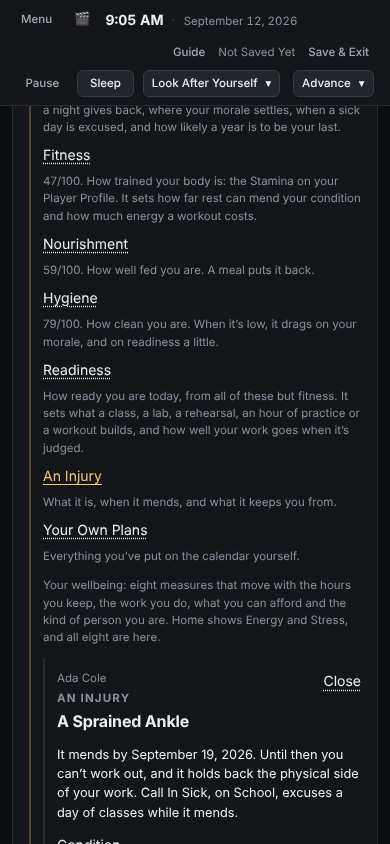 Menu 🎬 9:05 AM · September 12, 2026
Guide Not Saved Yet Save & Exit
Pause Sleep Look After Yourself ▾ Advance ▾
a night gives back, where your morale settles, when a sick
day is excused, and how likely a year is to be your last.
Fitness
47/100. How trained your body is: the Stamina on your
Player Profile. It sets how far rest can mend your condition
and how much energy a workout costs.
Nourishment
59/100. How well fed you are. A meal puts it back.
Hygiene
79/100. How clean you are. When it’s low, it drags on your
morale, and on readiness a little.
Readiness
How ready you are today, from all of these but fitness. It
sets what a class, a lab, a rehearsal, an hour of practice or
a workout builds, and how well your work goes when it’s
judged.
An Injury
What it is, when it mends, and what it keeps you from.
Your Own Plans
Everything you’ve put on the calendar yourself.
Your wellbeing: eight measures that move with the hours
you keep, the work you do, what you can afford and the
kind of person you are. Home shows Energy and Stress,
and all eight are here.
Ada Cole
Close
AN INJURY
A Sprained Ankle
It mends by September 19, 2026. Until then you
can’t work out, and it holds back the physical side
of your work. Call In Sick, on School, excuses a
day of classes while it mends.
Condition